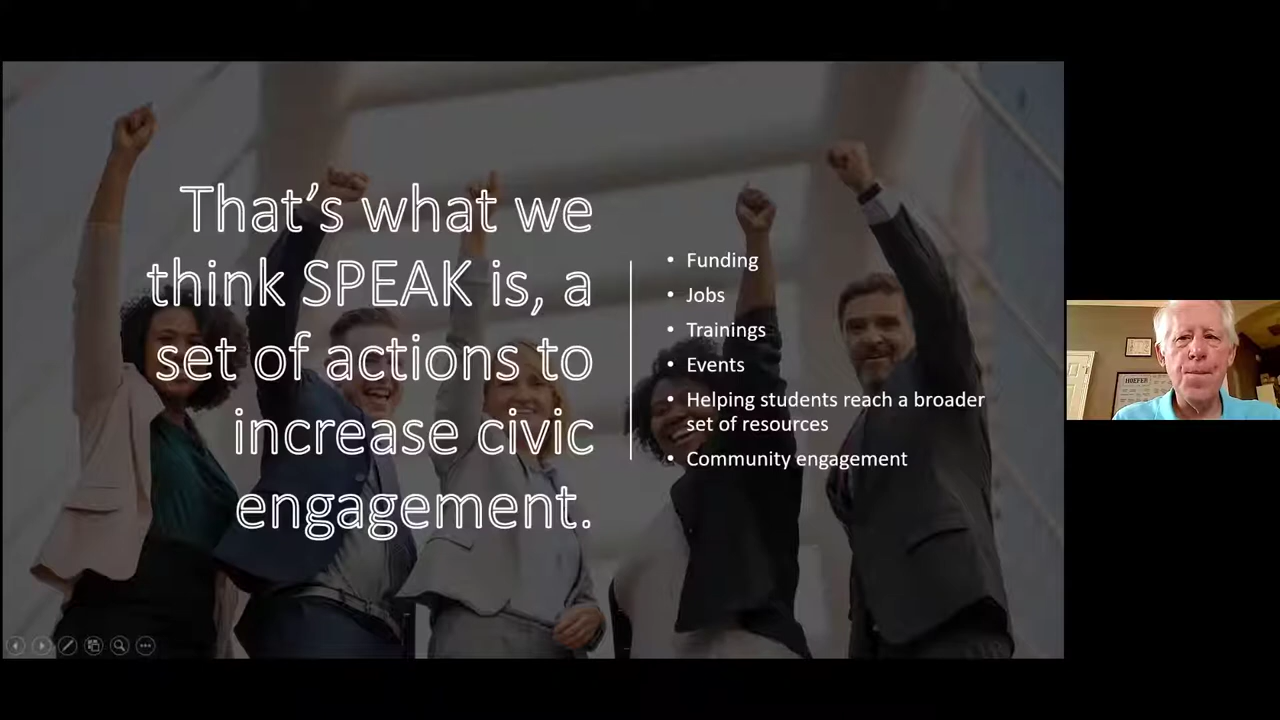 That's what we
think SPEAK is, a
set of actions to
increase civic
engagement.
• Funding
• Jobs
• Trainings
• Events
• Helping students reach a broader
set of resources
• Community engagement
HOEFER